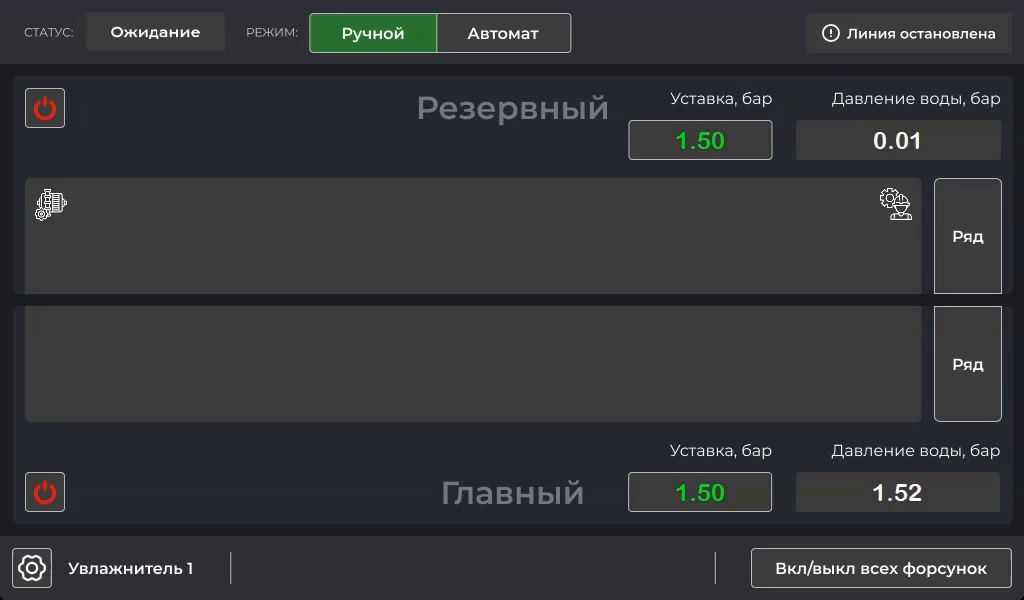 СТАТУС: Ожидание РЕЖИМ: Ручной Автомат Линия остановлена
Резервный
Уставка, бар Давление воды, бар
1.50 0.01
Ряд
Ряд
Уставка, бар Давление воды, бар
Главный 1.50 1.52
Увлажнитель 1 Вкл/выкл всех форсунок